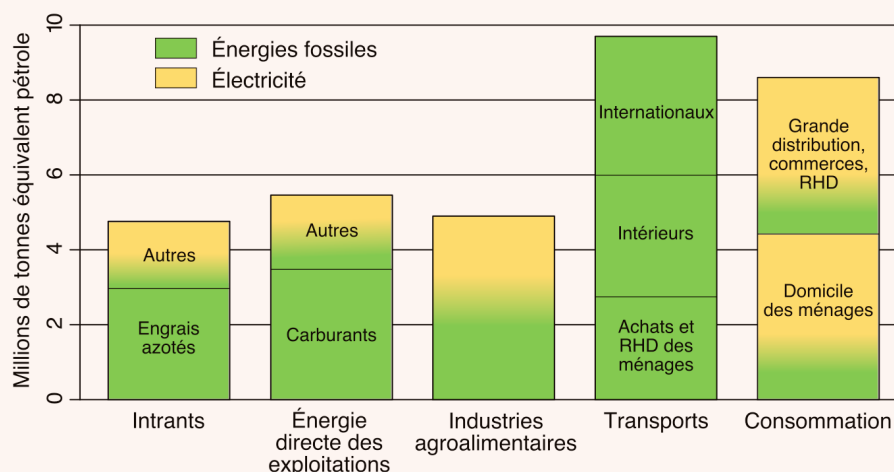 Millions de tonnes équivalent pétrole
10
8
6
4
2
0
Énergies fossiles
Électricité
Autres
Engrais
azotés
Autres
Carburants
Internationaux
Intérieurs
Achats et
RHD des
ménages
Grande
distribution,
commerces,
RHD
Domicile
des ménages
Intrants
Énergie
directe des
exploitations
Industries
agroalimentaires
Transports
Consommation